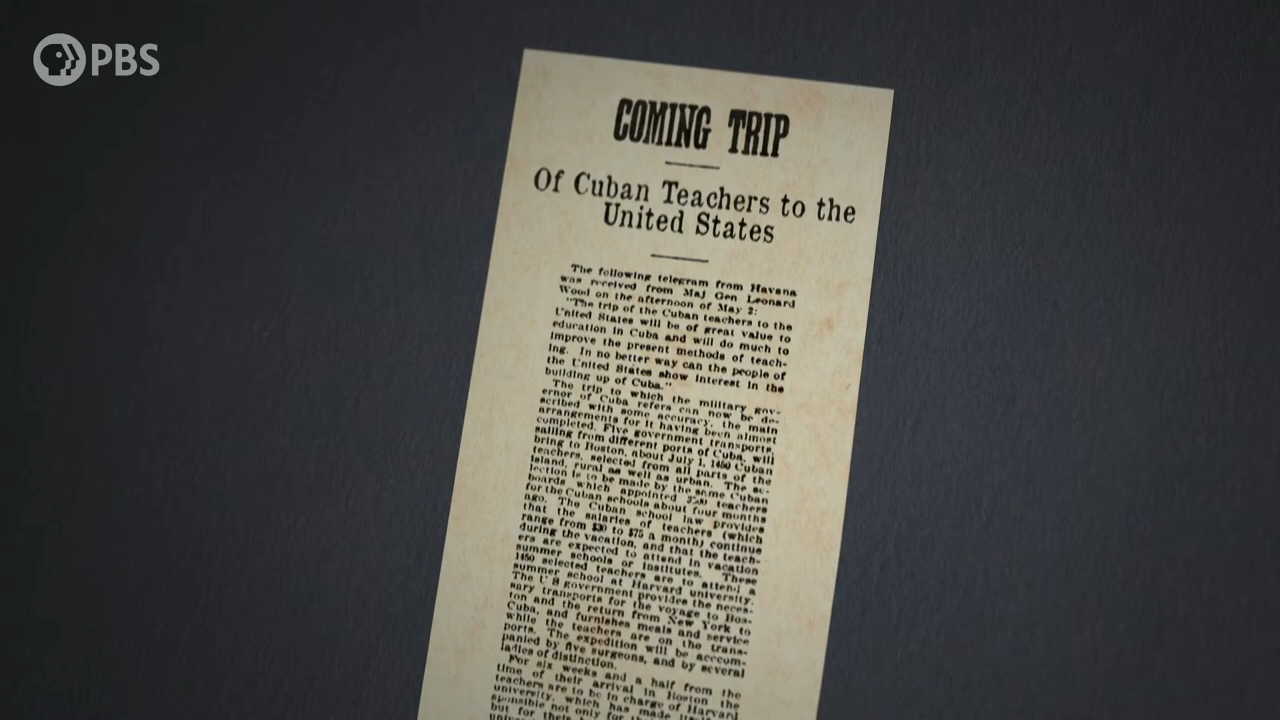 PBS
COMING TRIP
Of Cuban Teachers to the
United States
The following telegram from Havana
was received from Maj Gen Leonard
Wood on the afternoon of May 2:
"The trip of the Cuban teachers to the
United States will be of great value to
education in Cuba and will do much to
improve the present methods of teach-
ing. In no better way can the people of
the United States show interest in the
building up of Cuba."
The trip to which the military gov-
ernor of Cuba refers can now be de-
scribed with some accuracy, the main
arrangements for it having been almost
completed. Five government transports,
sailing from different ports of Cuba, will
bring to Boston, about July 1, 1450 Cuban
teachers, selected from all parts of the
island, rural as well as urban. The se-
lection is to be made by the same Cuban
boards which appointed teachers
for the Cuban schools about four months
ago. The Cuban school law provides
that the salaries of teachers (which
range from $30 to $75 a month) continue
during the vacation, and that the teach-
ers are expected to attend in vacation
summer schools or institutes. These
1450 selected teachers are to attend a
summer school at Harvard university.
The U S government provides the neces-
sary transports for the voyage to Bos-
ton and the return from New York to
Cuba, and furnishes meals and service
while the teachers are on the trans-
ports. The expedition will be accom-
panied by five surgeons, and by several
ladies of distinction.
For six weeks and a half from the
time of their arrival in Boston the
teachers are to be in charge of Harvard
university, which has made
sponsible not only for
but for their